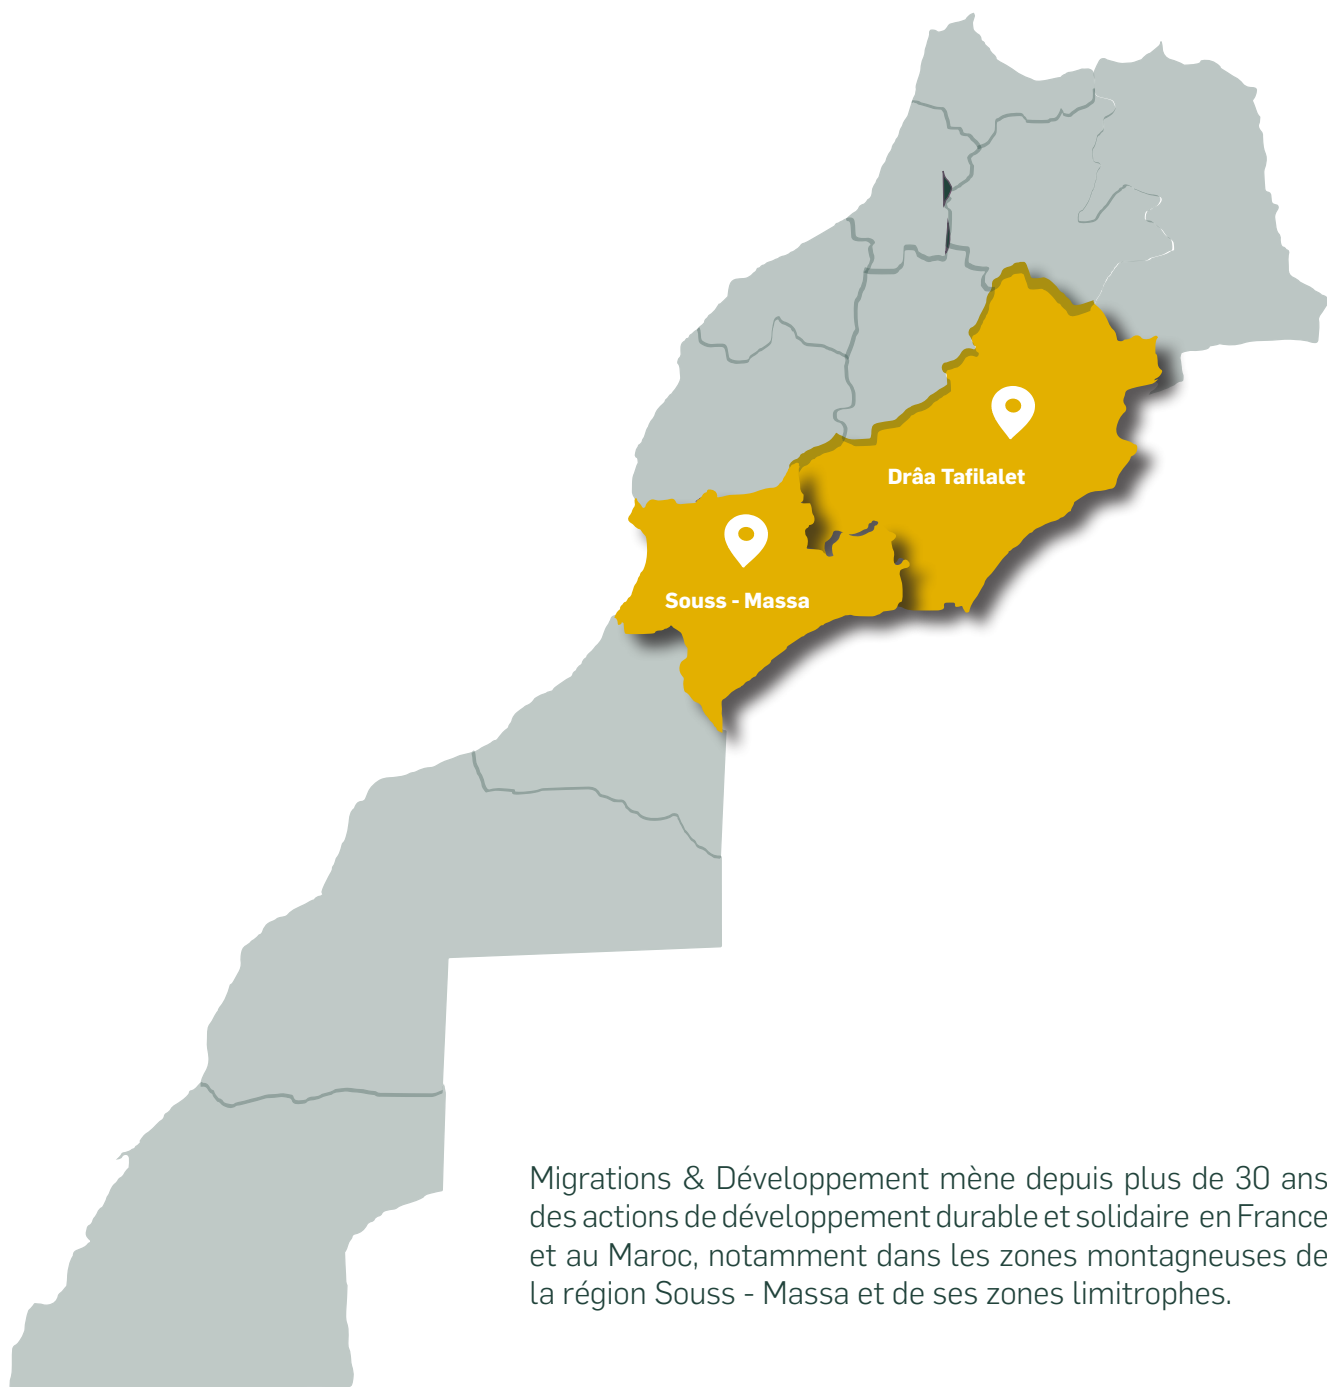 Drâa Tafilalet
Souss - Massa
Migrations & Développement mène depuis plus de 30 ans
des actions de développement durable et solidaire en France
et au Maroc, notamment dans les zones montagneuses de
la région Souss - Massa et de ses zones limitrophes.